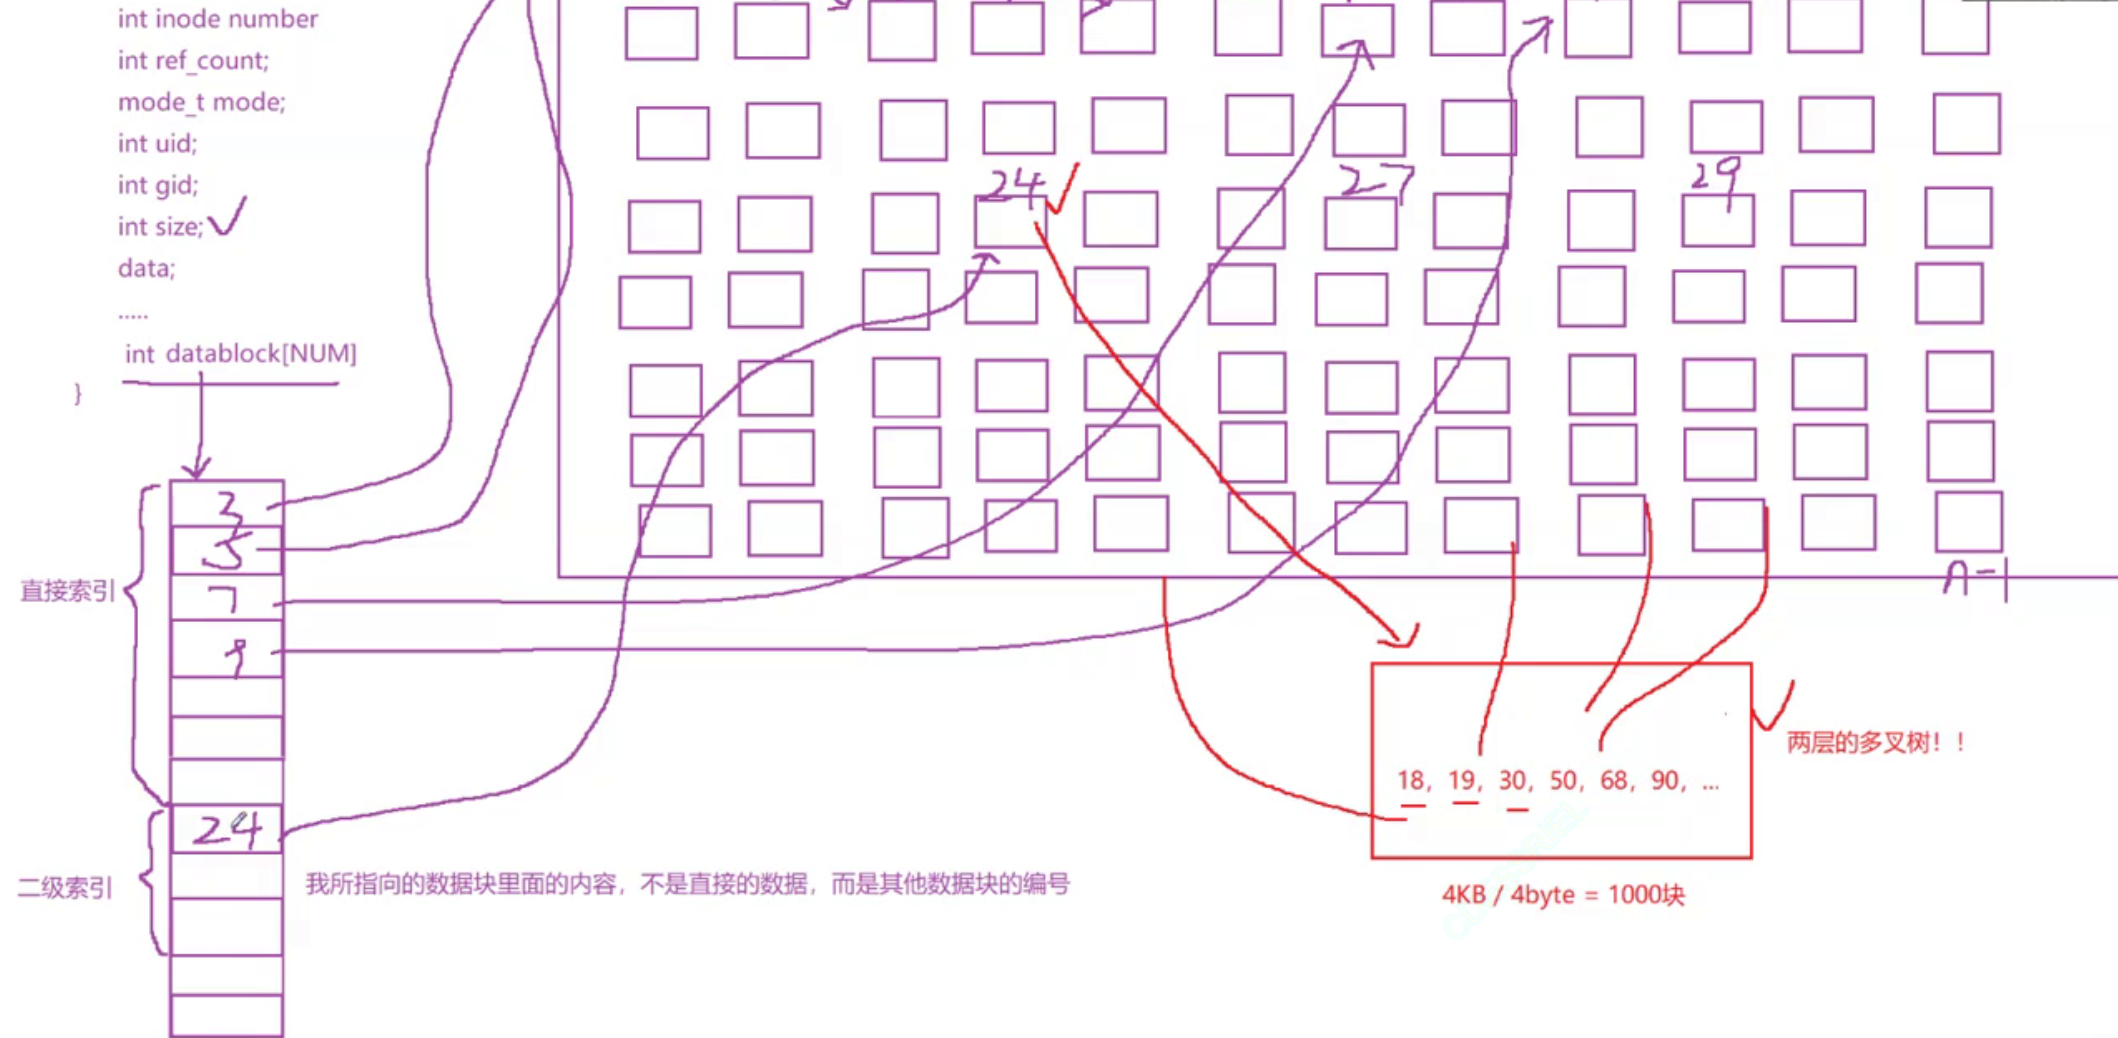 int inode number
int ref_count;
mode_t mode;
int uid;
int gid;
int size;
data;
.....
int datablock[NUM]
}
24
27
29
n-1
直接索引
3
5
7
9
二级索引
24
我所指向的数据块里面的内容，不是直接的数据，而是其他数据块的编号
18, 19, 30, 50, 68, 90, ...
两层的多叉树！！
4KB / 4byte = 1000块